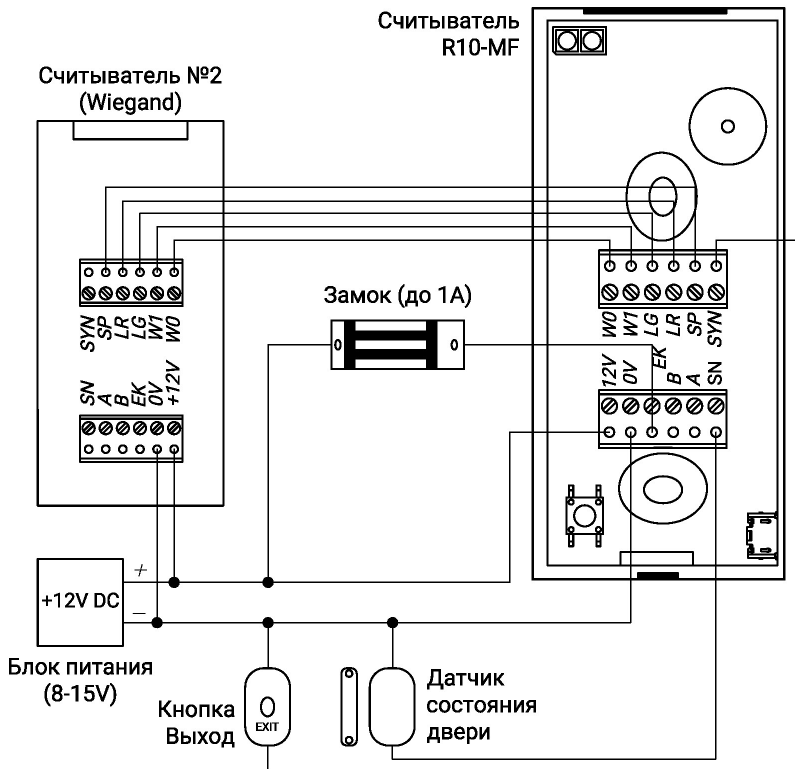 Считыватель
R10-MF
Считыватель №2
(Wiegand)
SYN
SP
LR
LG
W1
W0
SN
A
B
EK
0V
+12V
Замок (до 1А)
W0
W1
LG
LR
SP
SYN
12V
0V
EK
B
A
SN
+
+12V DC
−
Блок питания
(8-15V)
Кнопка
Выход
EXIT
Датчик
состояния
двери